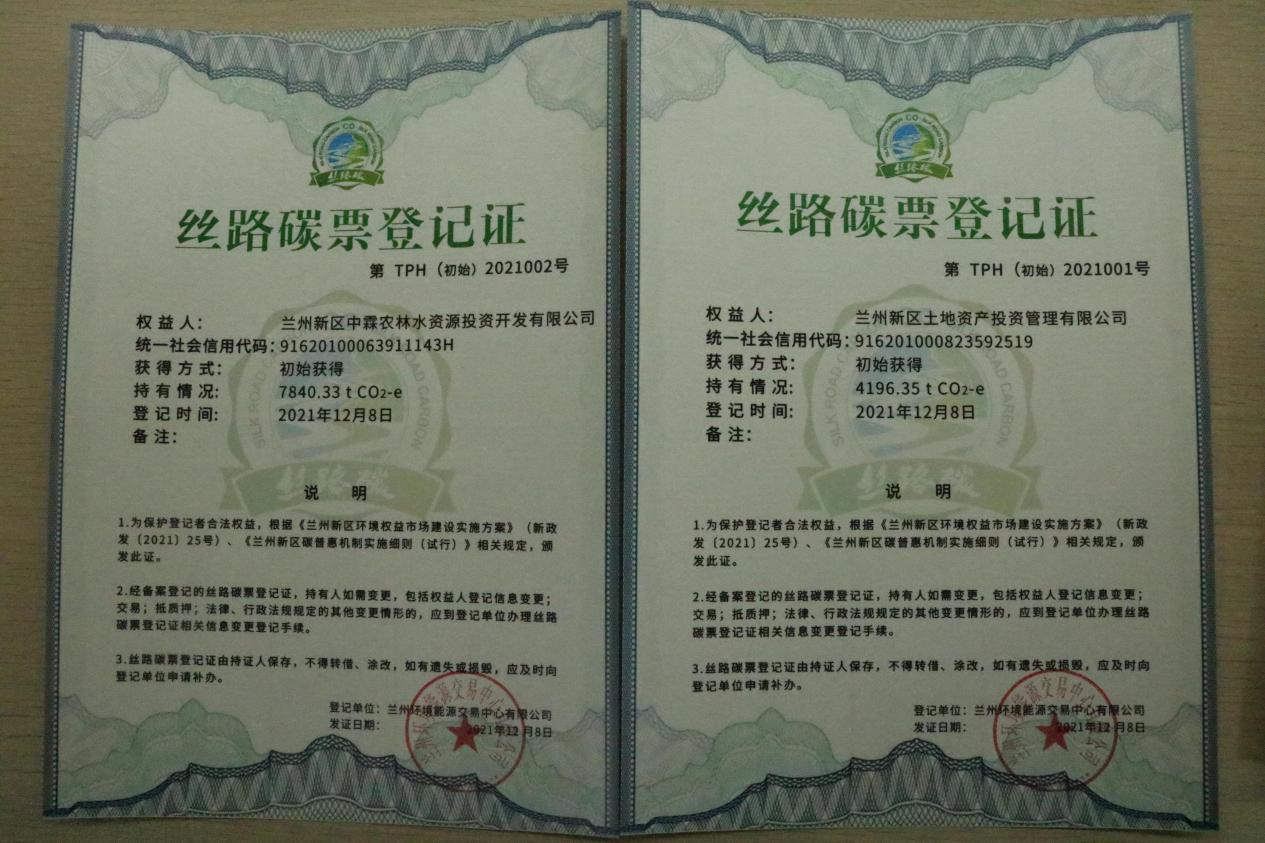 丝路碳
丝路碳票登记证
第 TPH（初始）2021002号
权益人： 兰州新区中霖农林水资源投资开发有限公司
统一社会信用代码：91620100063911143H
获得方式： 初始获得
持有情况: 7840.33 t CO2-e
登记时间: 2021年12月8日
备注:
SILK ROAD CARBON
丝路碳
说 明
1.为保护登记者合法权益，根据《兰州新区环境权益市场建设实施方案》（新政
发〔2021〕25号）、《兰州新区碳普惠机制实施细则（试行）》相关规定，颁
发此证。
2.经备案登记的丝路碳票登记证，持有人如需变更，包括权益人登记信息变更；
交易；抵质押；法律、行政法规规定的其他变更情形的，应到登记单位办理丝路
碳票登记证相关信息变更登记手续。
3.丝路碳票登记证由持证人保存，不得转借、涂改，如有遗失或损毁，应及时向
登记单位申请补办。
登记单位：兰州环境能源交易中心有限公司
发证日期： 2021年12月8日
丝路碳
丝路碳票登记证
第 TPH（初始）2021001号
权益人： 兰州新区土地资产投资管理有限公司
统一社会信用代码：916201000823592519
获得方式： 初始获得
持有情况: 4196.35 t CO2-e
登记时间: 2021年12月8日
备注:
SILK ROAD CARBON
丝路碳
说 明
1.为保护登记者合法权益，根据《兰州新区环境权益市场建设实施方案》（新政
发〔2021〕25号）、《兰州新区碳普惠机制实施细则（试行）》相关规定，颁
发此证。
2.经备案登记的丝路碳票登记证，持有人如需变更，包括权益人登记信息变更；
交易；抵质押；法律、行政法规规定的其他变更情形的，应到登记单位办理丝路
碳票登记证相关信息变更登记手续。
3.丝路碳票登记证由持证人保存，不得转借、涂改，如有遗失或损毁，应及时向
登记单位申请补办。
登记单位：兰州环境能源交易中心有限公司
发证日期： 2021年12月8日